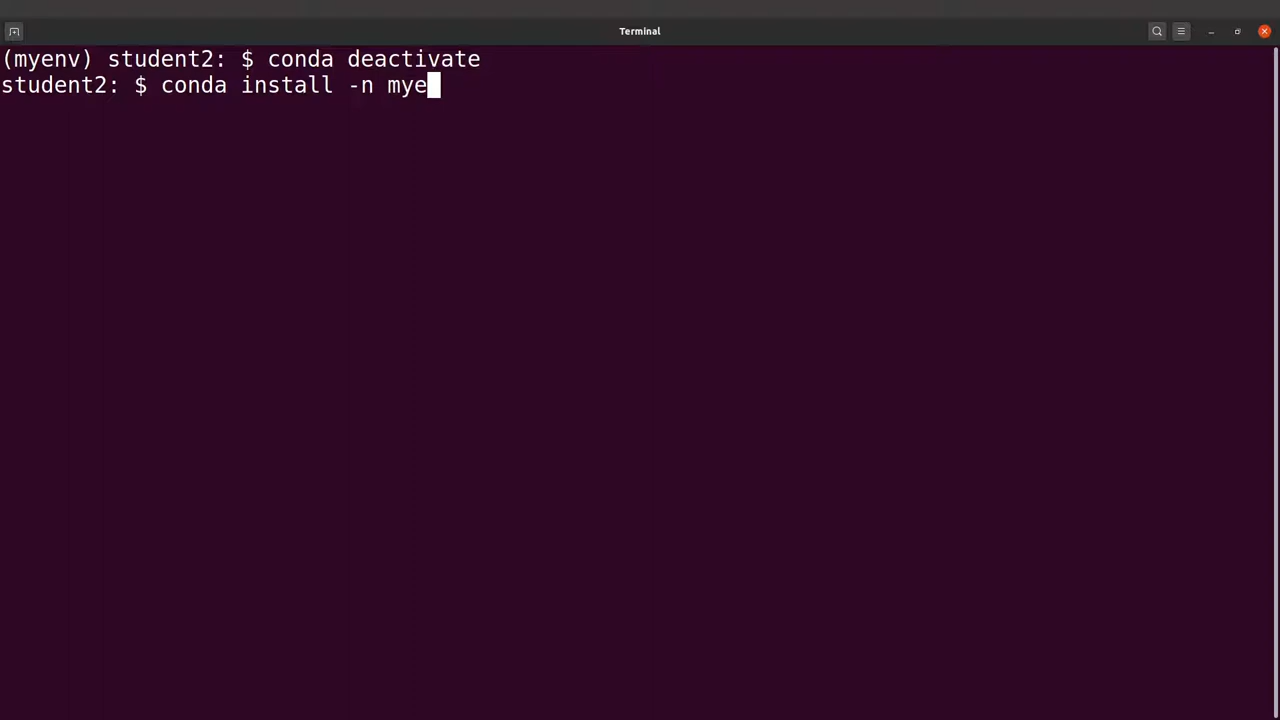 Terminal
(myenv) student2: $ conda deactivate
student2: $ conda install -n mye